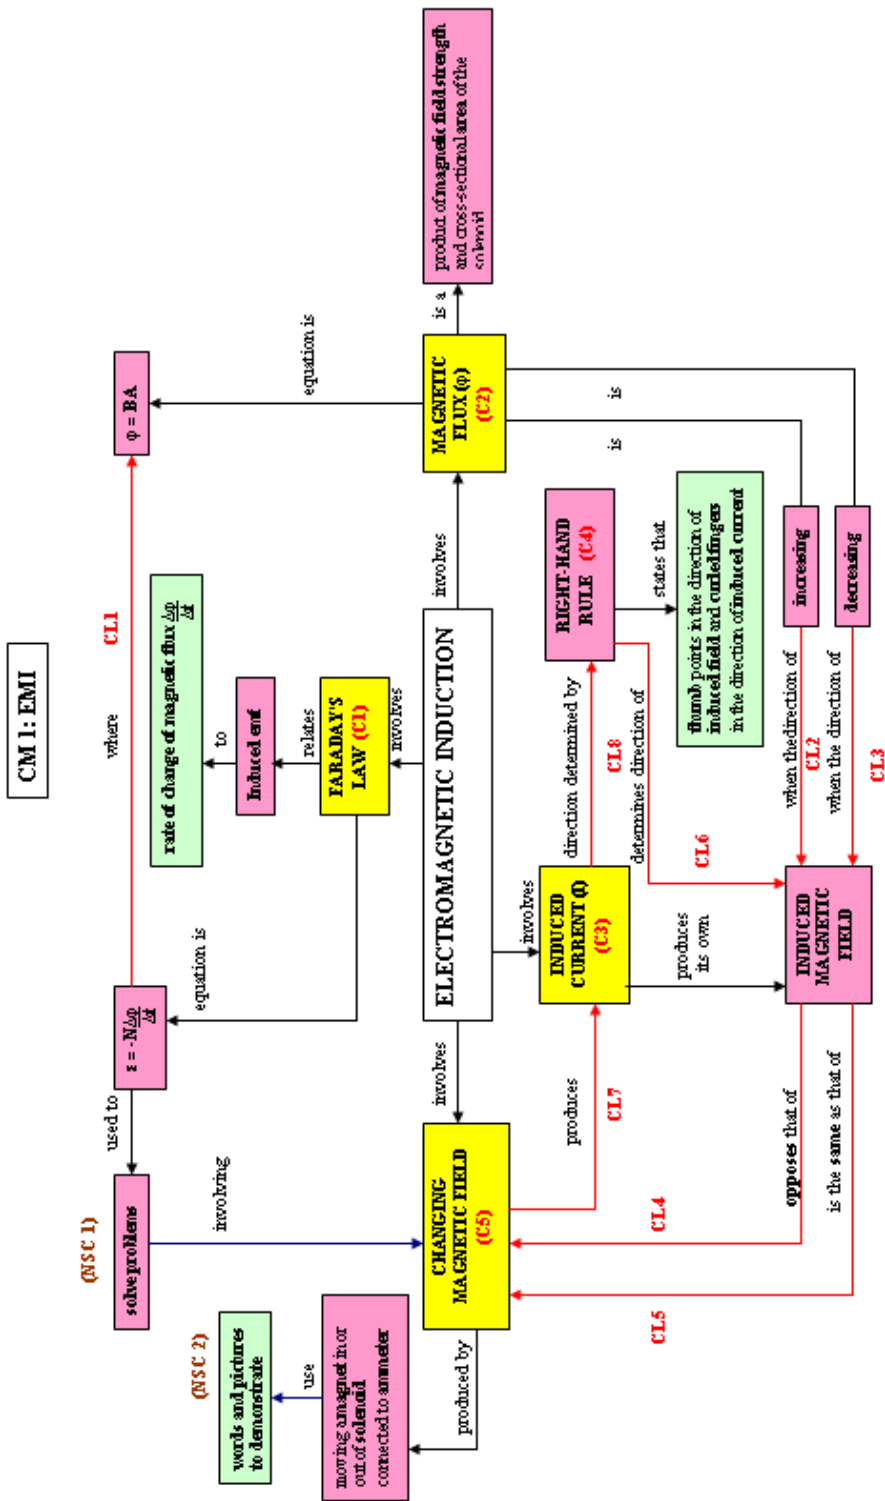 CM 1: EMI
(NSC 1)
solve problems
used to
ε = -NΔφ
Δt
where
CL1
φ = BA
involving
equation is
rate of change of magnetic flux Δφ
Δt
to
Induced emf
relates
FARADAY'S
LAW (C1)
involves
equation is
(NSC 2)
words and pictures
to demonstrate
use
moving a magnet in or
out of solenoid
connected to ammeter
produced by
CHANGING
MAGNETIC FIELD
(C5)
involves
ELECTROMAGNETIC INDUCTION
involves
MAGNETIC
FLUX (φ)
(C2)
is a
product of magnetic field strength
and cross-sectional area of the
solenoid
involves
produces
CL7
INDUCED
CURRENT (I)
(C3)
direction determined by
CL8
RIGHT-HAND
RULE (C4)
states that
thumb points in the direction of
induced field and curled fingers
in the direction of induced current
determines direction of
CL6
is
is
produces
its own
CL4
CL5
opposes that of
is the same as that of
INDUCED
MAGNETIC
FIELD
when thedirection of
CL2
increasing
when the direction of
CL3
decreasing